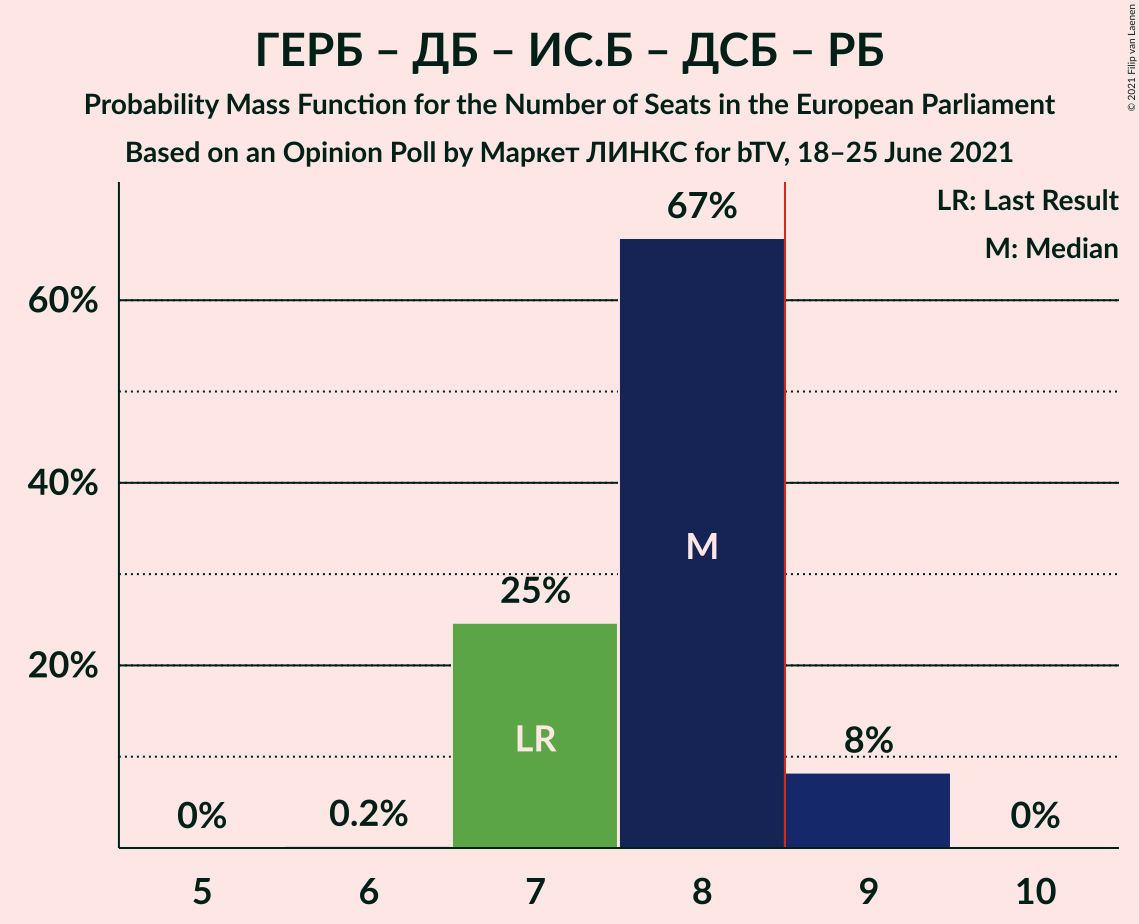 ГЕРБ – ДБ – ИС.Б – ДСБ – РБ
Probability Mass Function for the Number of Seats in the European Parliament
Based on an Opinion Poll by Маркет ЛИНКС for bTV, 18–25 June 2021
© 2021 Filip van Laenen
LR: Last Result
M: Median
67%
60%
40%
M
25%
20%
LR
8%
0%
0.2%
0%
5 6 7 8 9 10